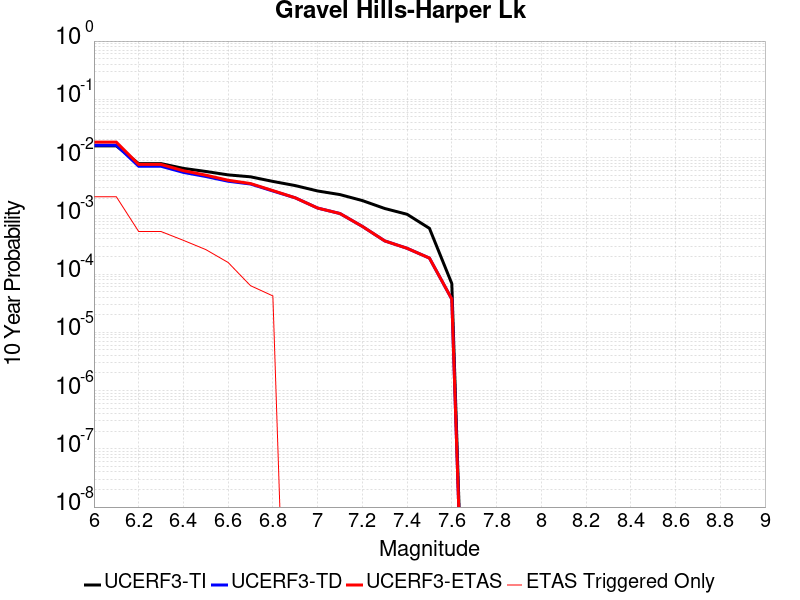 Gravel Hills-Harper Lk
10^0
10^-1
10^-2
10^-3
10^-4
10^-5
10^-6
10^-7
10^-8
10 Year Probability
6 6.2 6.4 6.6 6.8 7 7.2 7.4 7.6 7.8 8 8.2 8.4 8.6 8.8 9
Magnitude
UCERF3-TI UCERF3-TD UCERF3-ETAS ETAS Triggered Only